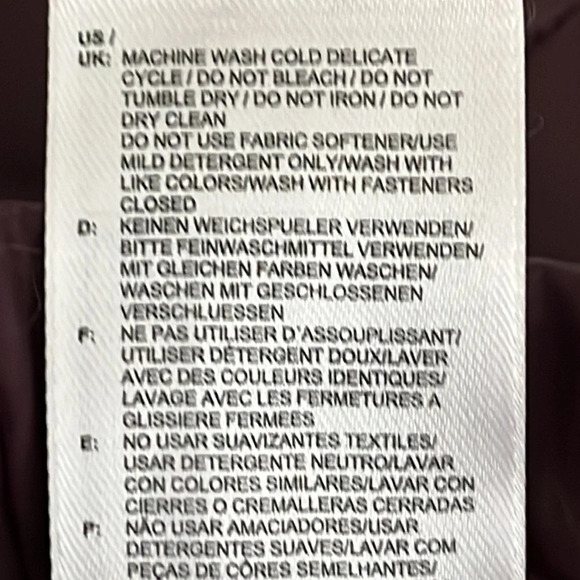 US /
UK: MACHINE WASH COLD DELICATE
CYCLE / DO NOT BLEACH / DO NOT
TUMBLE DRY / DO NOT IRON / DO NOT
DRY CLEAN
DO NOT USE FABRIC SOFTENER/USE
MILD DETERGENT ONLY/WASH WITH
LIKE COLORS/WASH WITH FASTENERS
CLOSED
D: KEINEN WEICHSPUELER VERWENDEN/
BITTE FEINWASCHMITTEL VERWENDEN/
MIT GLEICHEN FARBEN WASCHEN/
WASCHEN MIT GESCHLOSSENEN
VERSCHLUESSEN
F: NE PAS UTILISER D'ASSOUPLISSANT/
UTILISER DÉTERGENT DOUX/LAVER
AVEC DES COULEURS IDENTIQUES/
LAVAGE AVEC LES FERMETURES A
GLISSIERE FERMEES
E: NO USAR SUAVIZANTES TEXTILES/
USAR DETERGENTE NEUTRO/LAVAR
CON COLORES SIMILARES/LAVAR CON
CIERRES O CREMALLERAS CERRADAS
P: NÃO USAR AMACIADORES/USAR
DETERGENTES SUAVES/LAVAR COM
PEÇAS DE CÔRES SEMELHANTES/